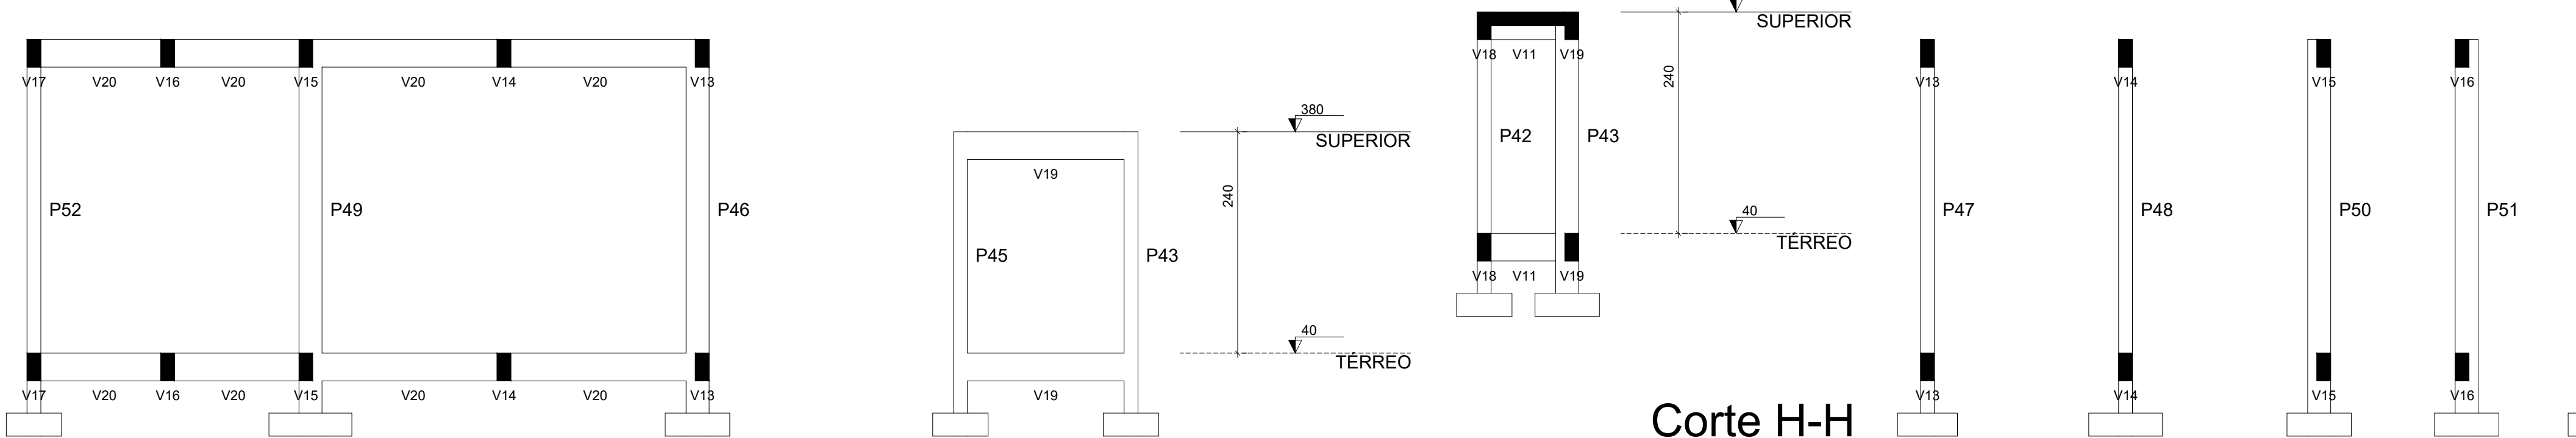 V17 V20 V16 V20 V15 V20 V14 V20 V13
P52 P49 P46
V17 V20 V16 V20 V15 V20 V14 V20 V13
380
SUPERIOR
V19
240
P45 P43
40
TÉRREO
V19
SUPERIOR
V18 V11 V19
240
P42 P43
40
TÉRREO
V18 V11 V19
Corte H-H
V13 V14 V15 V16
P47 P48 P50 P51
V13 V14 V15 V16